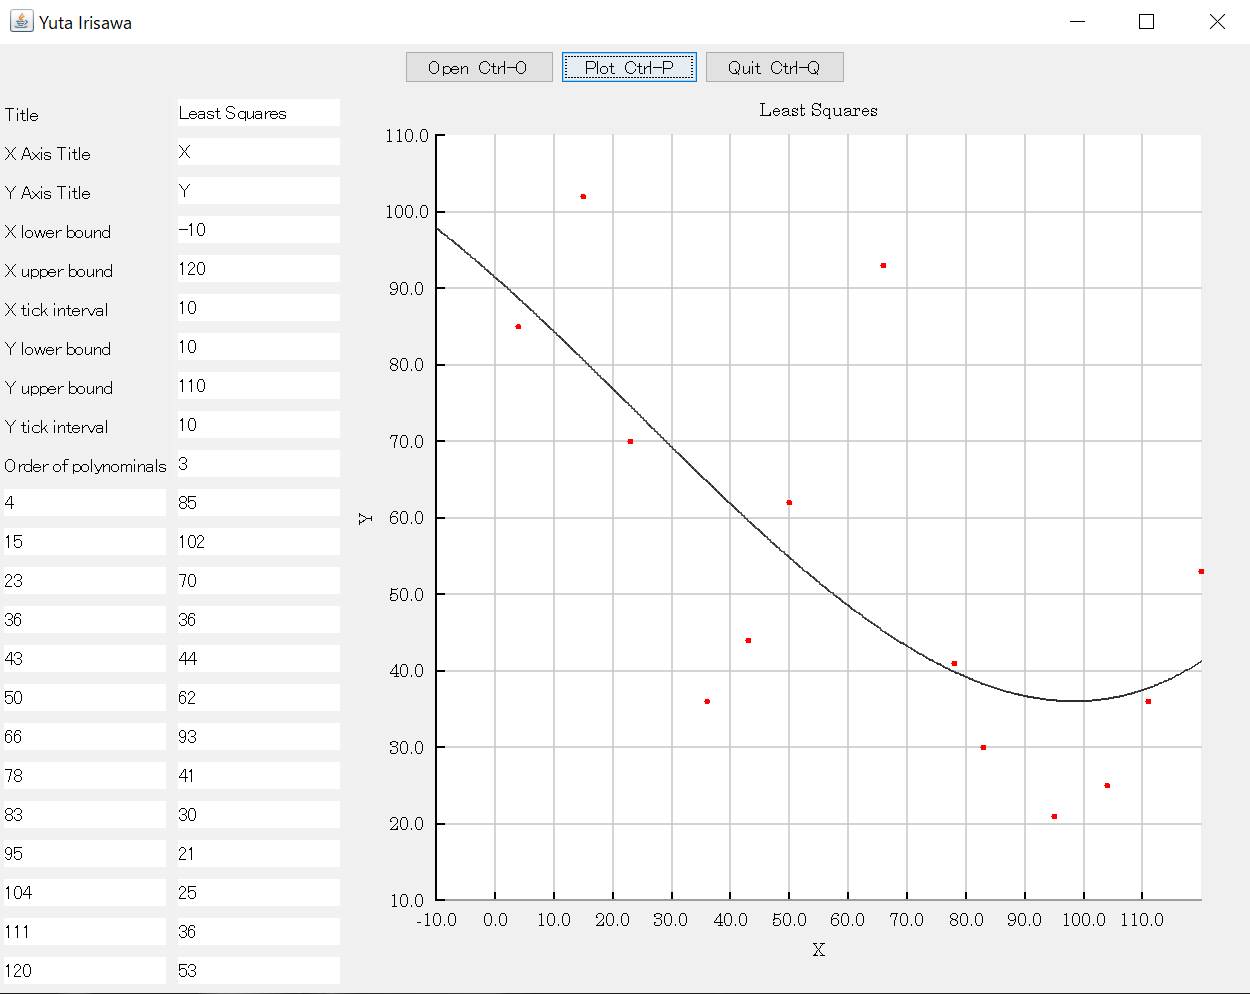 Yuta Irisawa
Open Ctrl-O Plot Ctrl-P Quit Ctrl-Q
Title Least Squares
X Axis Title X
Y Axis Title Y
X lower bound -10
X upper bound 120
X tick interval 10
Y lower bound 10
Y upper bound 110
Y tick interval 10
Order of polynominals 3
4 85
15 102
23 70
36 36
43 44
50 62
66 93
78 41
83 30
95 21
104 25
111 36
120 53
Least Squares
110.0
100.0
90.0
80.0
70.0
60.0
50.0
40.0
30.0
20.0
10.0
Y
-10.0 0.0 10.0 20.0 30.0 40.0 50.0 60.0 70.0 80.0 90.0 100.0 110.0
X